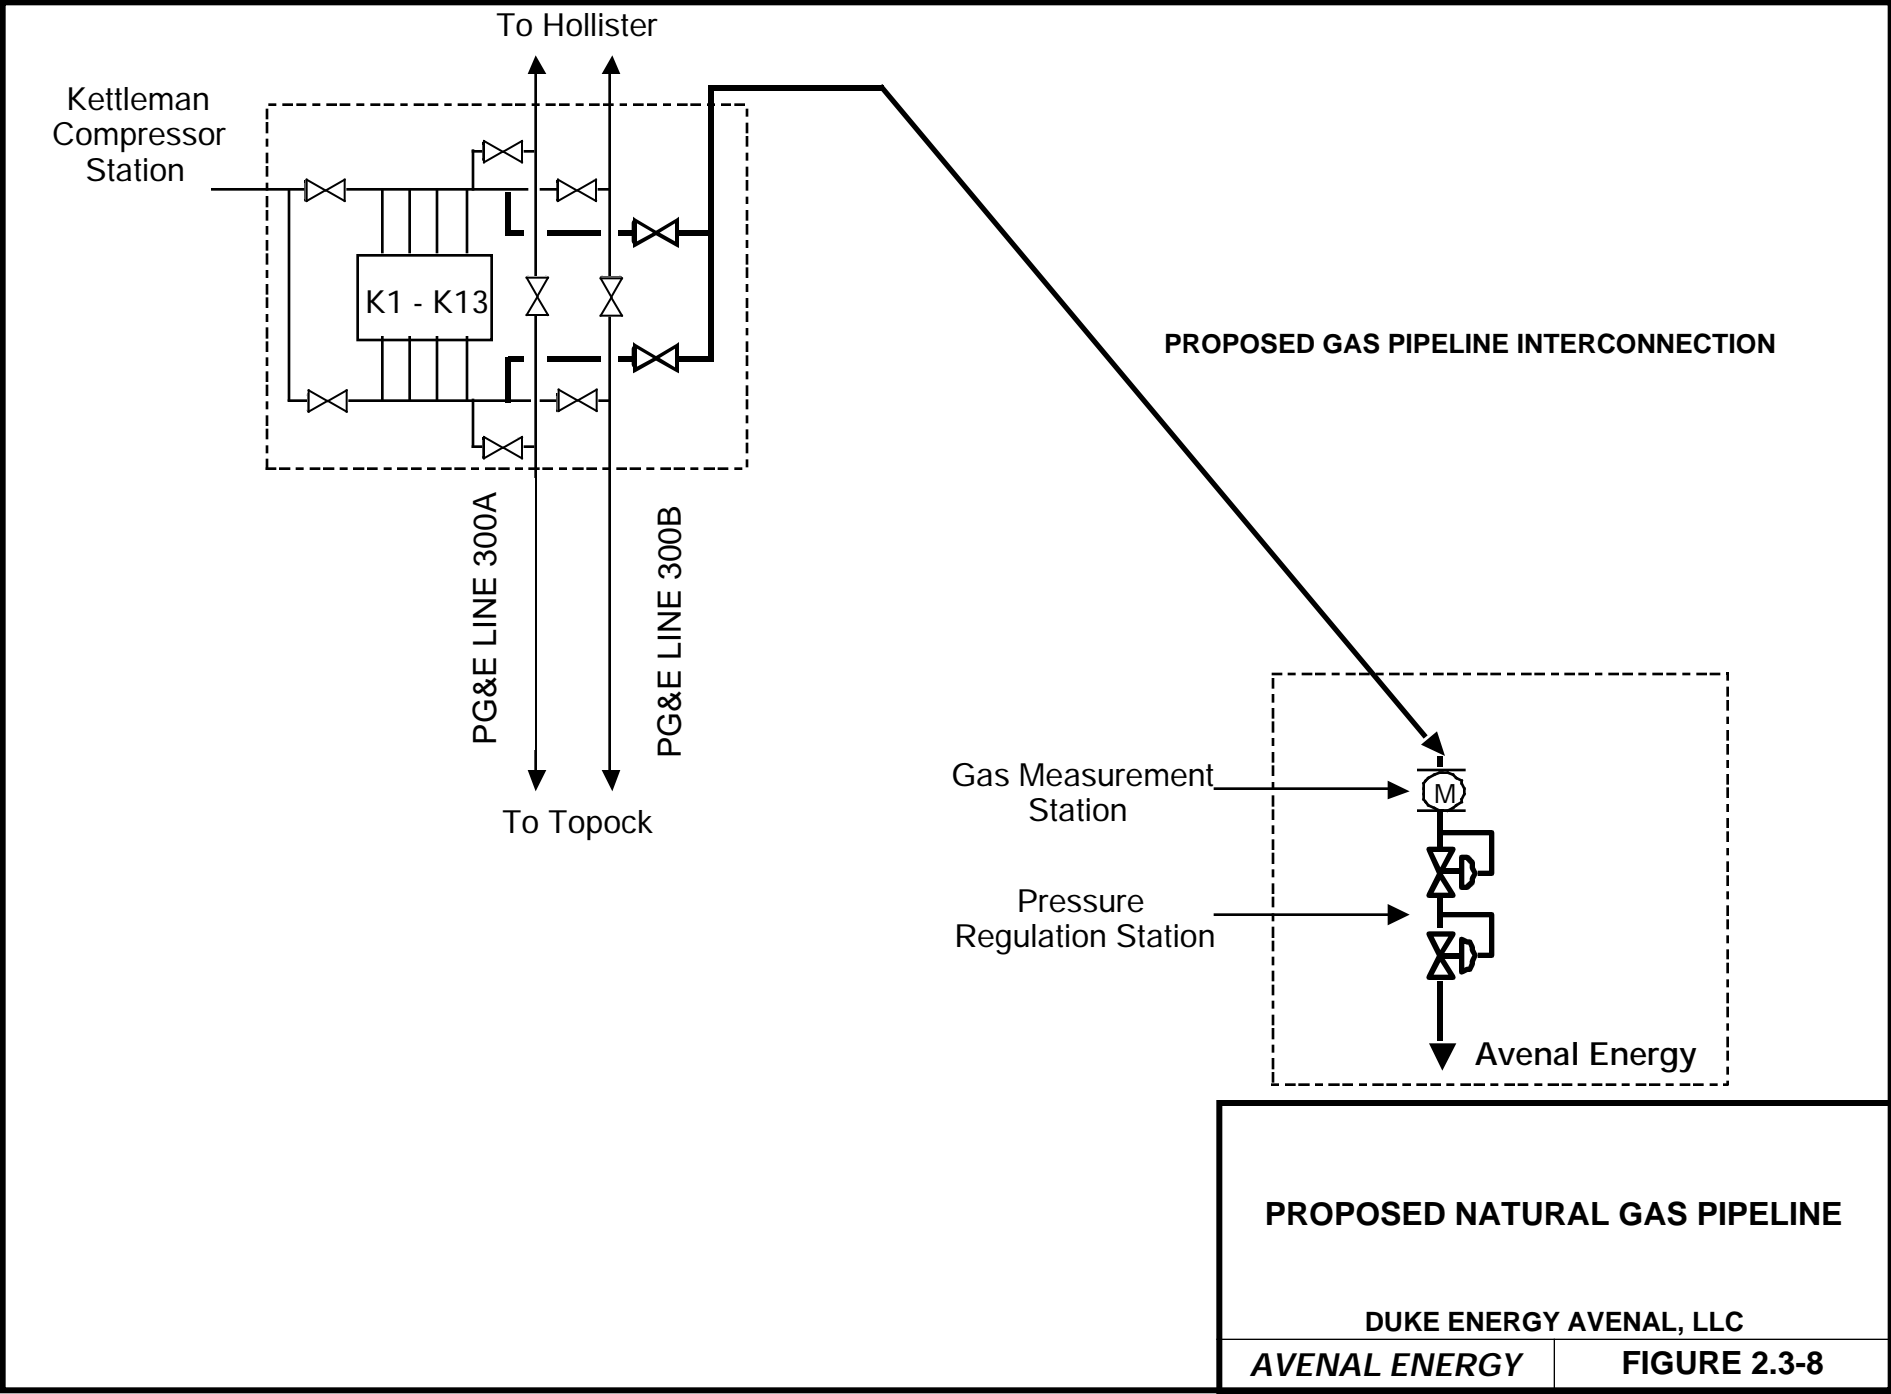 To Hollister
Kettleman
Compressor
Station
K1 - K13
PROPOSED GAS PIPELINE INTERCONNECTION
PG&E LINE 300A
PG&E LINE 300B
To Topock
Gas Measurement
Station
M
Pressure
Regulation Station
Avenal Energy
PROPOSED NATURAL GAS PIPELINE
DUKE ENERGY AVENAL, LLC
AVENAL ENERGY
FIGURE 2.3-8